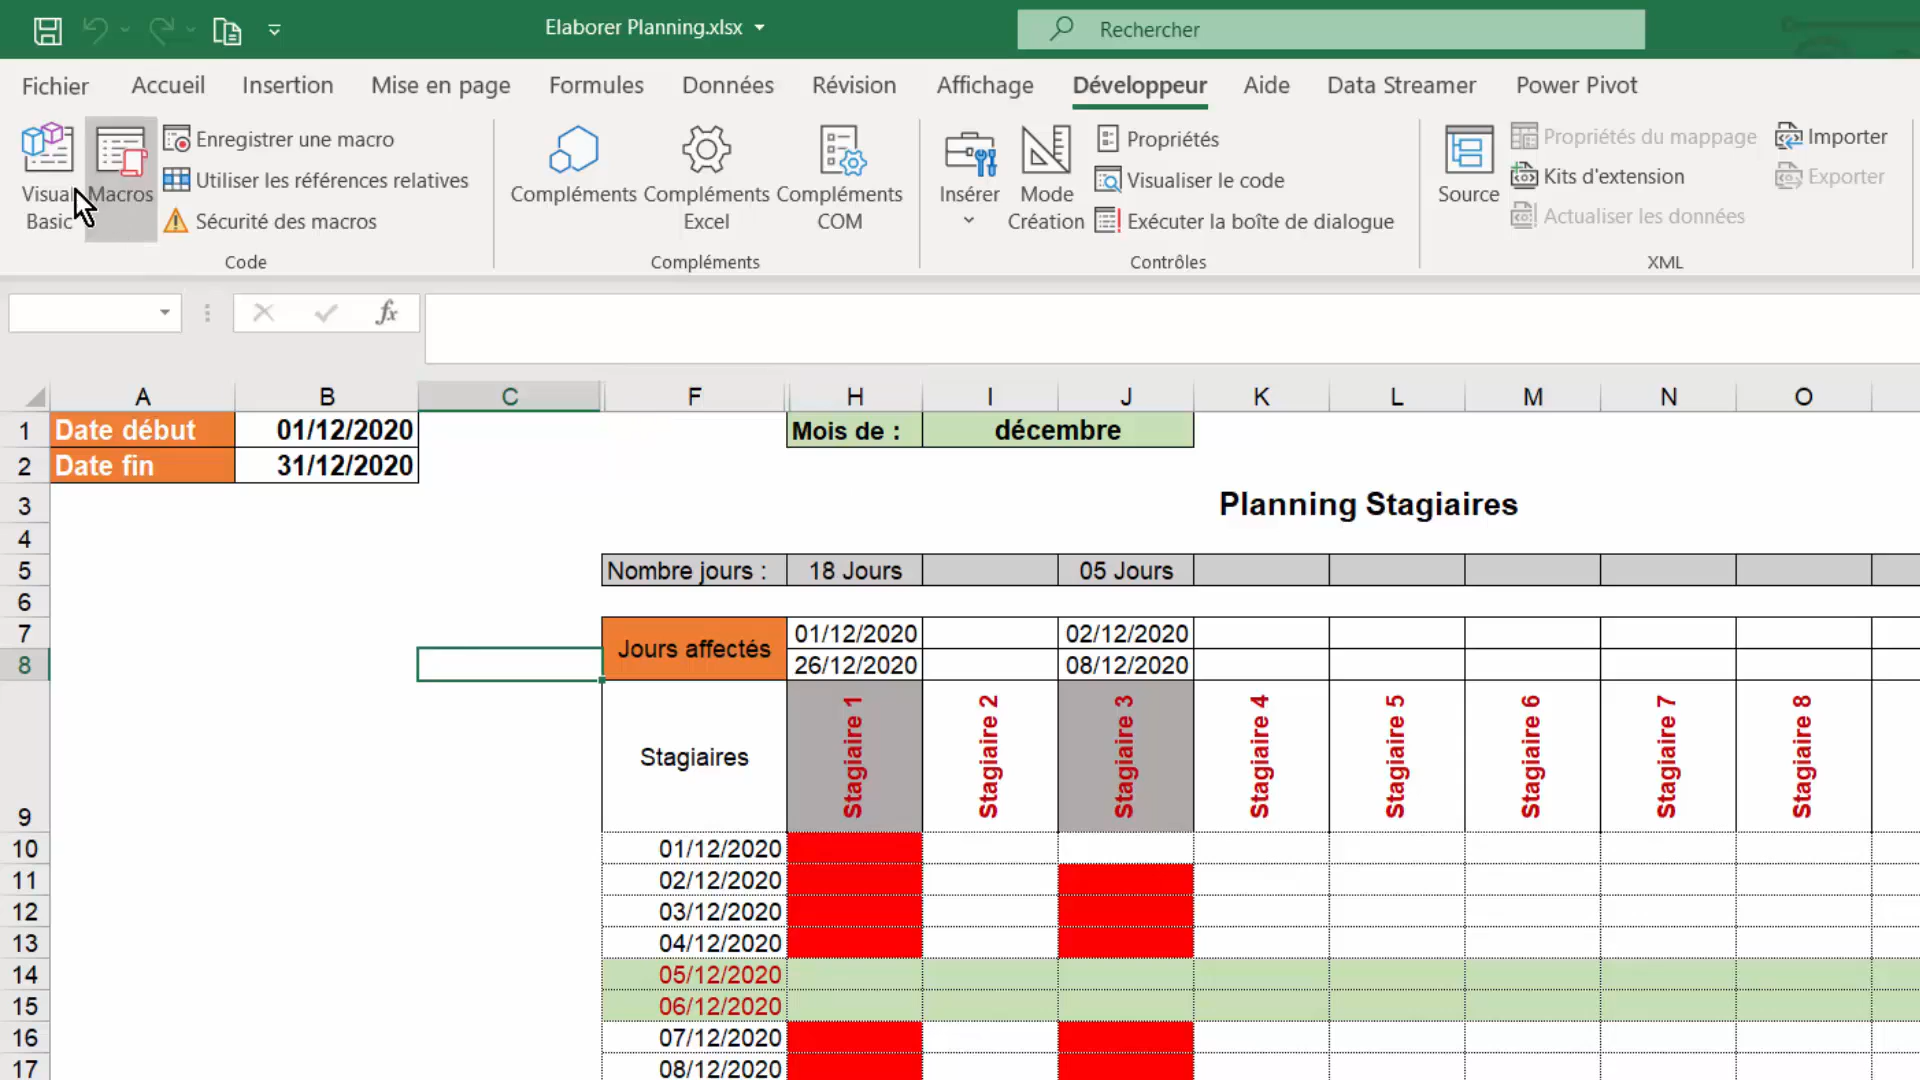 Elaborer Planning.xlsx
Rechercher
Fichier Accueil Insertion Mise en page Formules Données Révision Affichage Développeur Aide Data Streamer Power Pivot
Visual Basic
Macros
Enregistrer une macro
Utiliser les références relatives
Sécurité des macros
Code
Compléments
Compléments Excel
Compléments COM
Compléments
Insérer
Mode Création
Propriétés
Visualiser le code
Exécuter la boîte de dialogue
Contrôles
Source
Propriétés du mappage
Kits d'extension
Actualiser les données
Importer
Exporter
XML
fx
A B C F H I J K L M N O
1 Date début 01/12/2020 Mois de : décembre
2 Date fin 31/12/2020
3 Planning Stagiaires
4
5 Nombre jours : 18 Jours 05 Jours
6
7 Jours affectés 01/12/2020 02/12/2020
8 26/12/2020 08/12/2020
9 Stagiaires Stagiaire 1 Stagiaire 2 Stagiaire 3 Stagiaire 4 Stagiaire 5 Stagiaire 6 Stagiaire 7 Stagiaire 8
10 01/12/2020
11 02/12/2020
12 03/12/2020
13 04/12/2020
14 05/12/2020
15 06/12/2020
16 07/12/2020
17 08/12/2020